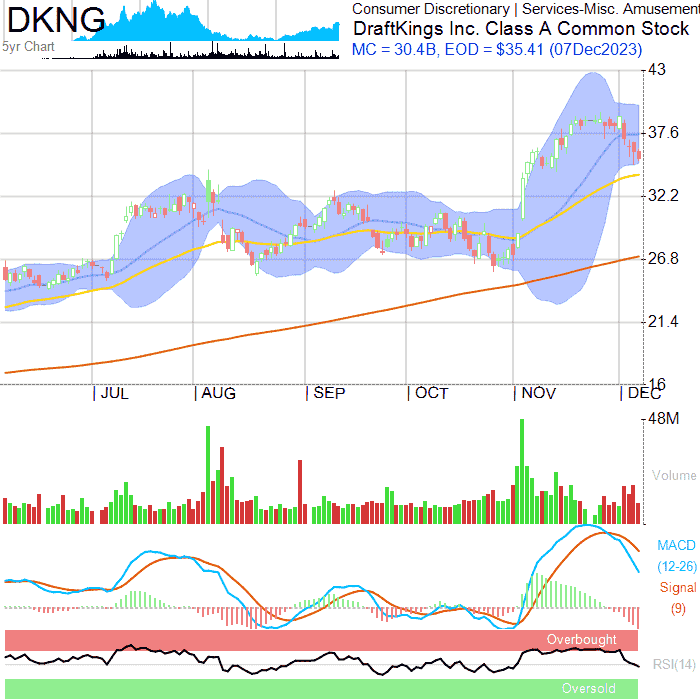 DKNG
5yr Chart
Consumer Discretionary | Services-Misc. Amusement
DraftKings Inc. Class A Common Stock
MC = 30.4B, EOD = $35.41 (07Dec2023)
43
37.6
32.2
26.8
21.4
16
JUL
AUG
SEP
OCT
NOV
DEC
48M
Volume
MACD
(12-26)
Signal
(9)
Overbought
RSI(14)
Oversold